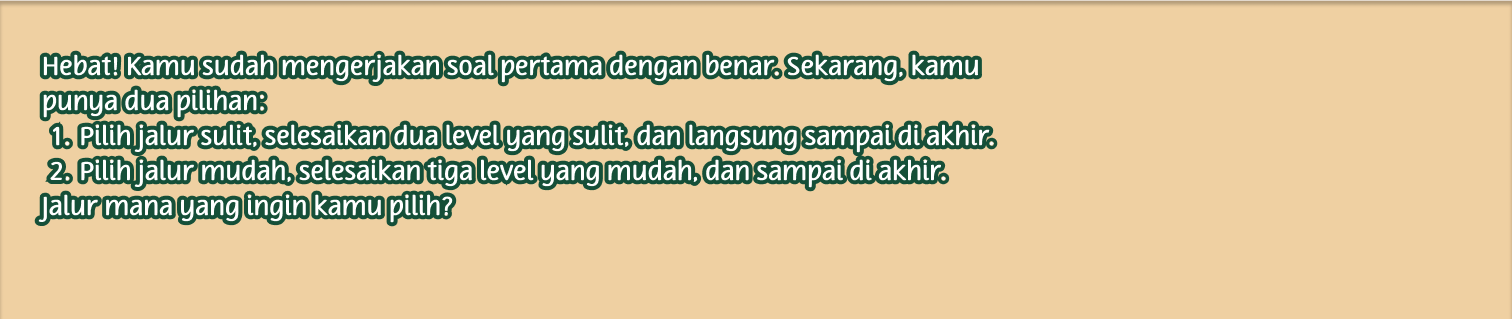 Hebat! Kamu sudah mengerjakan soal pertama dengan benar. Sekarang, kamu
punya dua pilihan:
1. Pilih jalur sulit, selesaikan dua level yang sulit, dan langsung sampai di akhir.
2. Pilih jalur mudah, selesaikan tiga level yang mudah, dan sampai di akhir.
Jalur mana yang ingin kamu pilih?